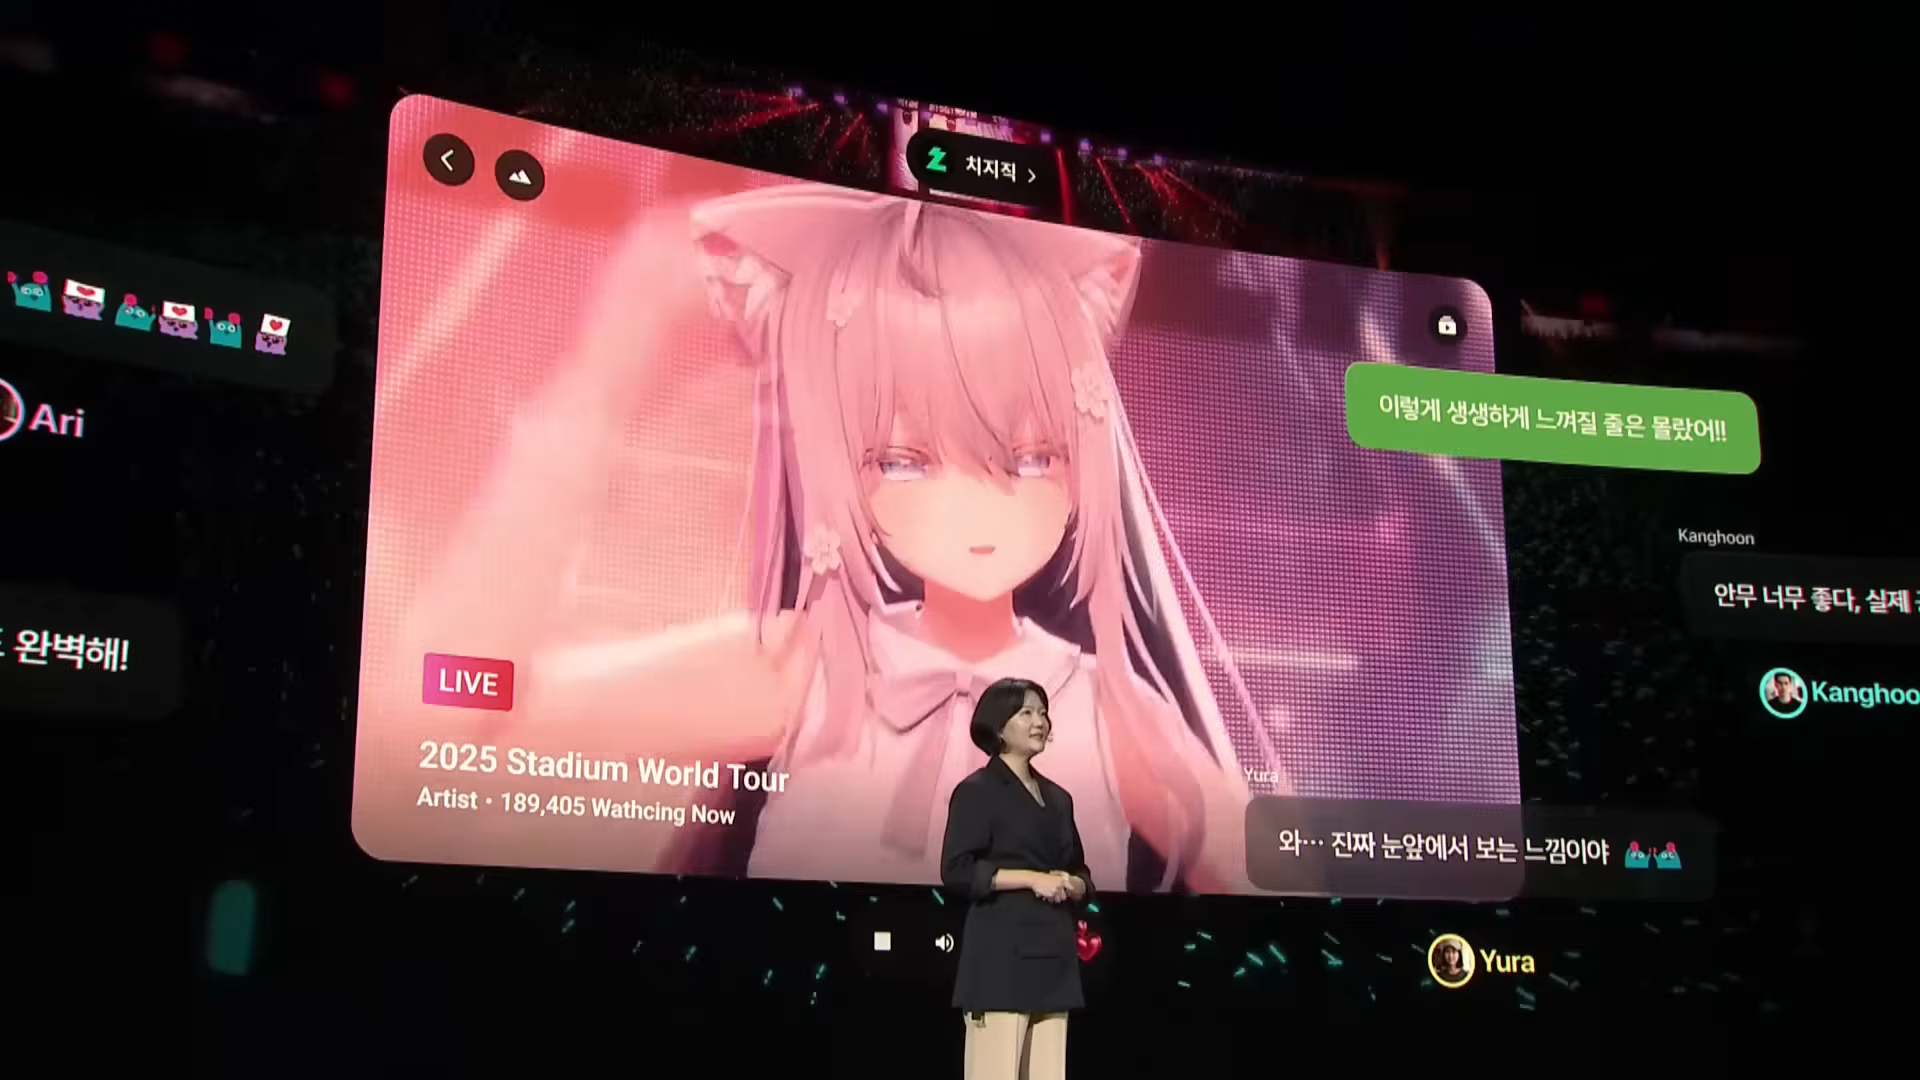 치지직
Ari
이렇게 생생하게 느껴질 줄은 몰랐어!!
Kanghoon
안무 너무 좋다, 실제
완벽해!
LIVE
Kanghoo
2025 Stadium World Tour
Artist • 189,405 Wathcing Now
Yura
와… 진짜 눈앞에서 보는 느낌이야
Yura